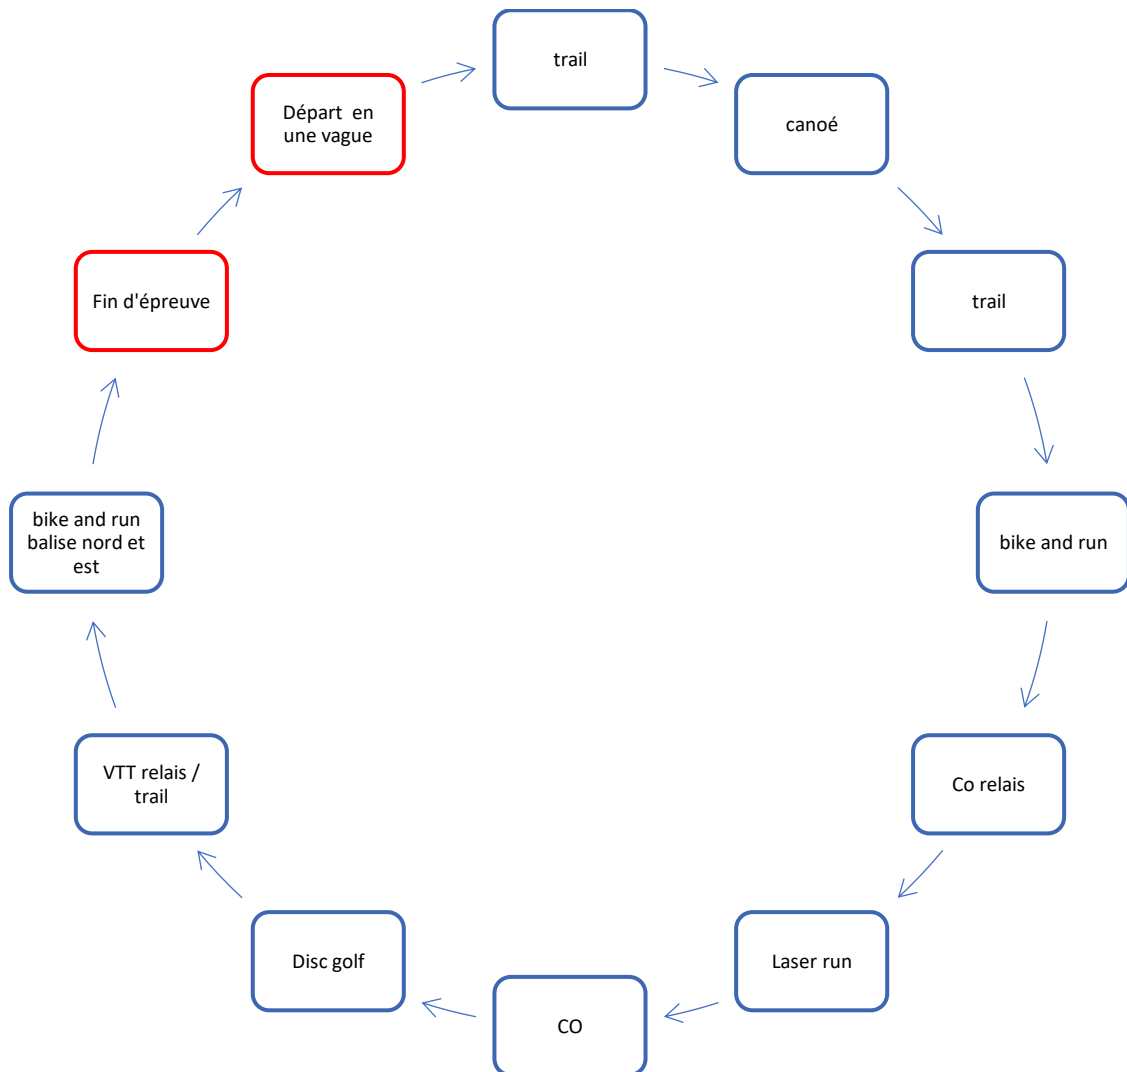 trail
Départ en
une vague
canoé
Fin d'épreuve
trail
bike and run
balise nord et
est
bike and run
VTT relais /
trail
Co relais
Disc golf
Laser run
CO